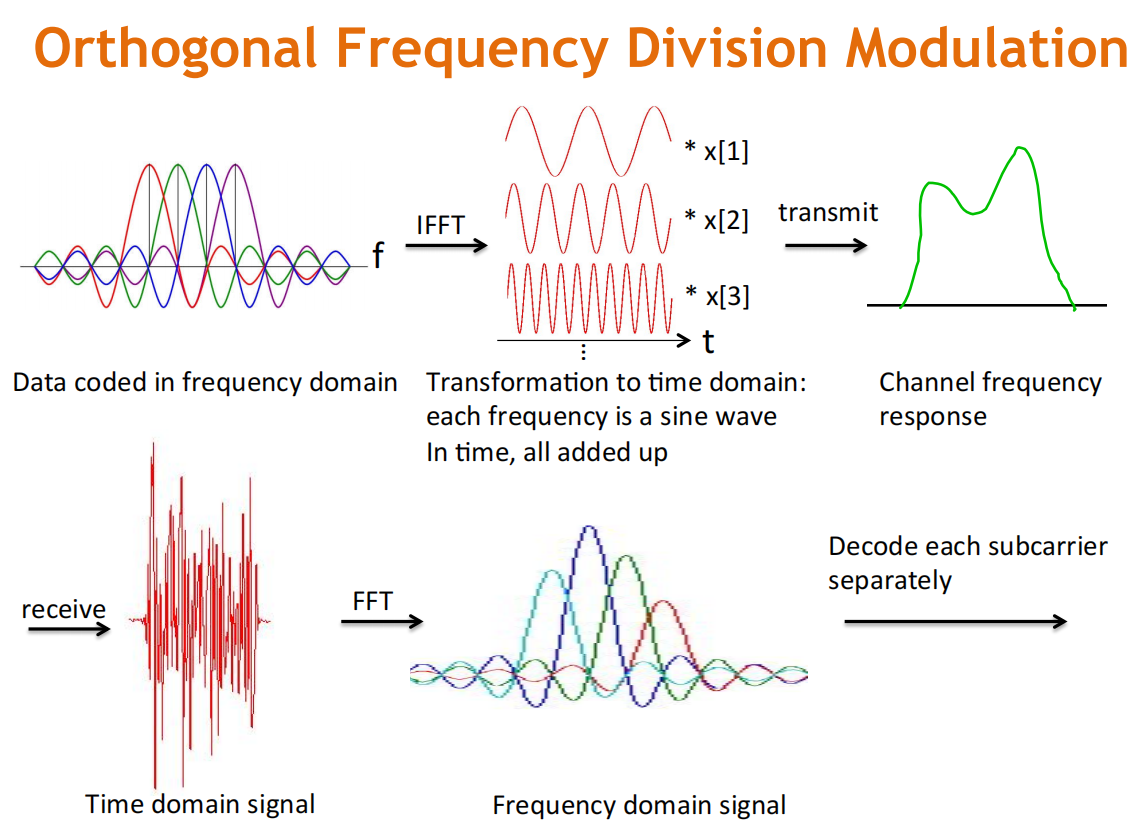 Orthogonal Frequency Division Modulation
* x[1]
* x[2]
* x[3]
f
IFFT
transmit
t
⋮
Data coded in frequency domain
Transformation to time domain:
each frequency is a sine wave
In time, all added up
Channel frequency
response
receive
FFT
Decode each subcarrier
separately
Time domain signal
Frequency domain signal